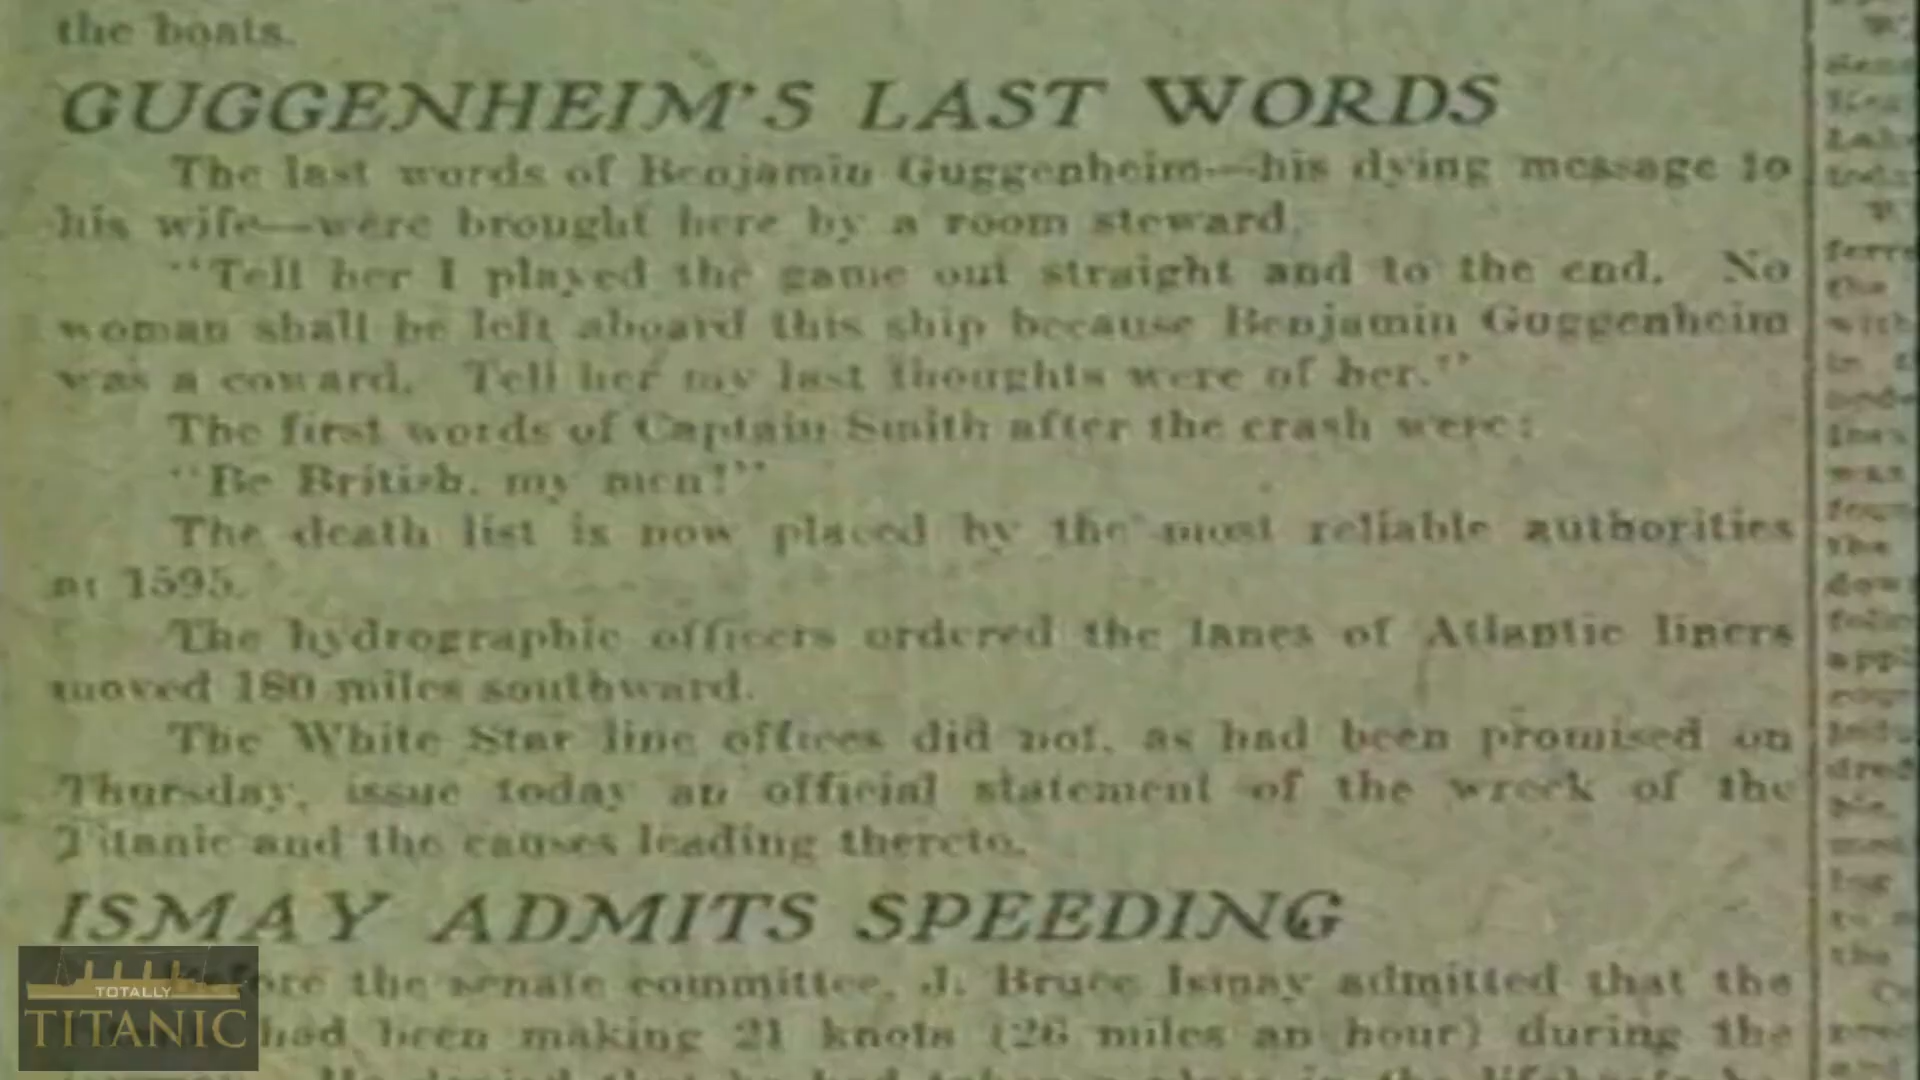 the boats.
GUGGENHEIM'S LAST WORDS
The last words of Benjamin Guggenheim—his dying message to
his wife—were brought here by a room steward.
"Tell her I played the game out straight and to the end. No
woman shall be left aboard this ship because Benjamin Guggenheim
was a coward. Tell her my last thoughts were of her."
The first words of Captain Smith after the crash were:
"Be British, my men!"
The death list is now placed by the most reliable authorities
at 1595.
The hydrographic officers ordered the lanes of Atlantic liners
moved 180 miles southward.
The White Star line offices did not, as had been promised on
Thursday, issue today an official statement of the wreck of the
Titanic and the causes leading thereto.
ISMAY ADMITS SPEEDING
Before the senate committee, J. Bruce Ismay admitted that the
had been making 21 knots (26 miles an hour) during the
TOTALLY
TITANIC